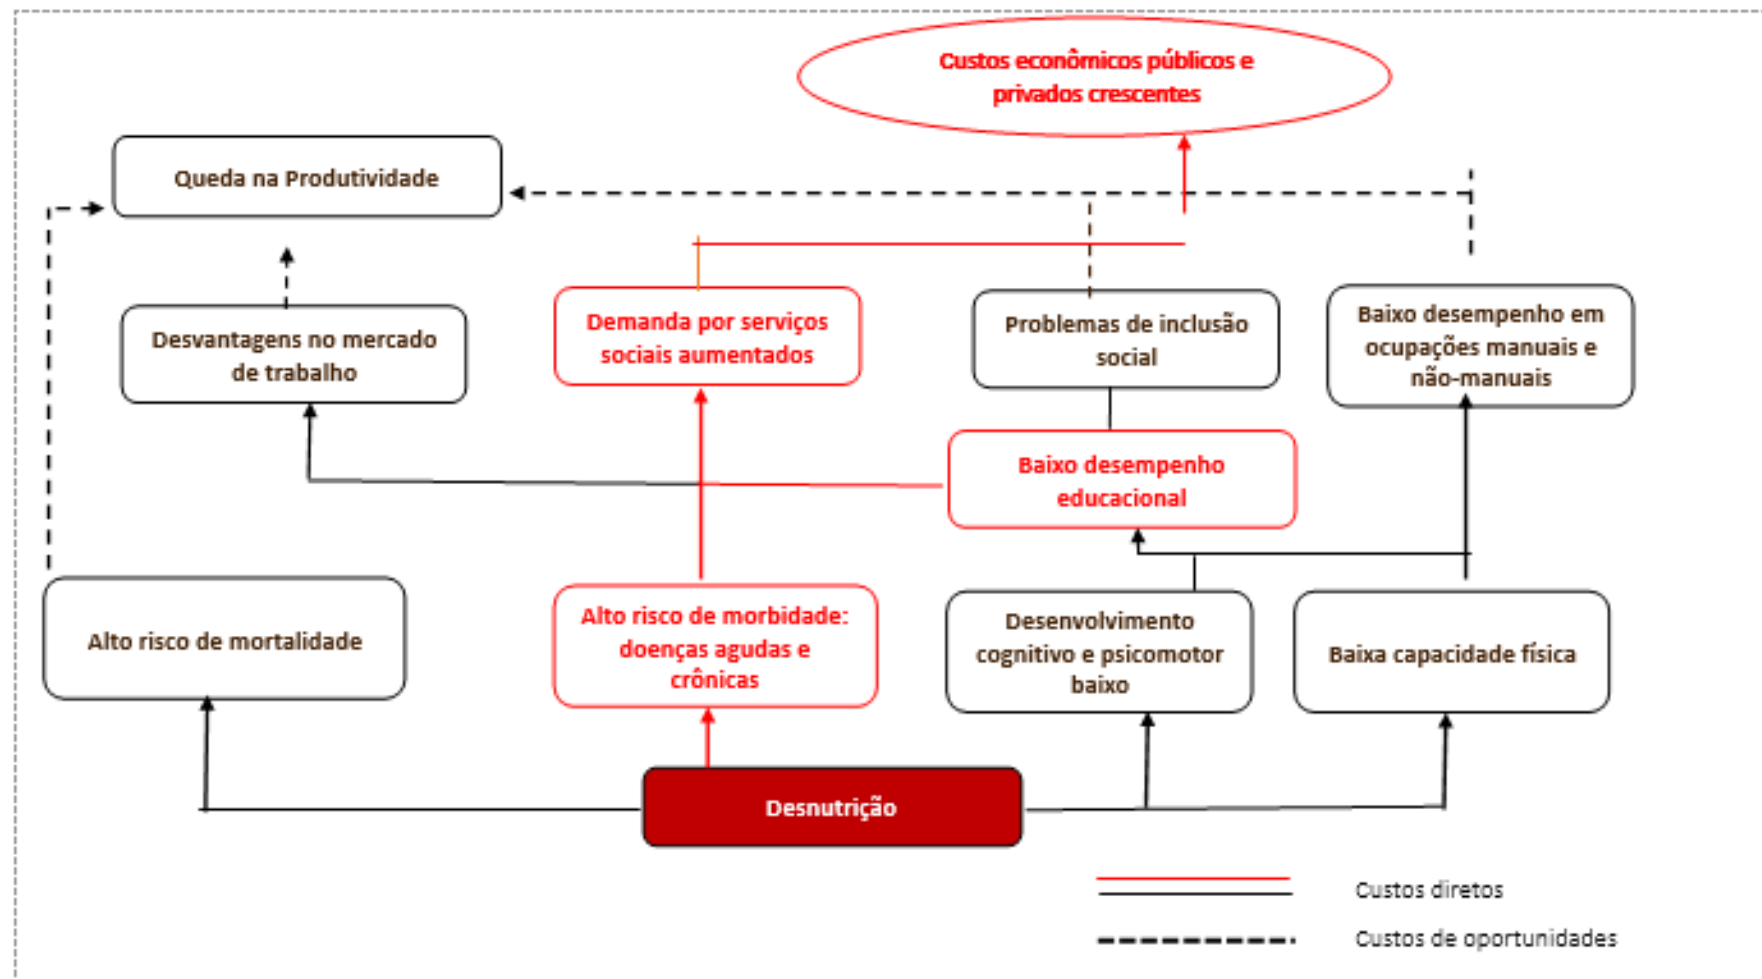 Custos econômicos públicos e
privados crescentes
Queda na Produtividade
Desvantagens no mercado
de trabalho
Demanda por serviços
sociais aumentados
Problemas de inclusão
social
Baixo desempenho em
ocupações manuais e
não-manuais
Baixo desempenho
educacional
Alto risco de mortalidade
Alto risco de morbidade:
doenças agudas e
crônicas
Desenvolvimento
cognitivo e psicomotor
baixo
Baixa capacidade física
Desnutrição
Custos diretos
Custos de oportunidades